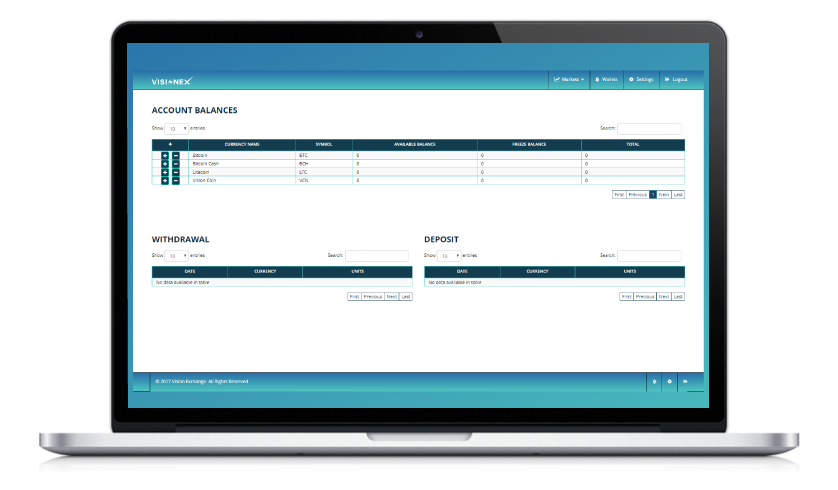 VISIONEX
Markets
Wallets
Settings
Logout
ACCOUNT BALANCES
Show 10 entries
Search:
+ CURRENCY NAME SYMBOL AVAILABLE BALANCE FREEZE BALANCE TOTAL
+ − Bitcoin BTC 0 0 0
+ − Bitcoin Cash BCH 0 0 0
+ − Litecoin LTC 0 0 0
+ − Vision Coin VCN 0 0 0
First Previous 1 Next Last
WITHDRAWAL
Show 10 entries
Search:
DATE CURRENCY UNITS
No data available in table
First Previous Next Last
DEPOSIT
Show 10 entries
Search:
DATE CURRENCY UNITS
No data available in table
First Previous Next Last
© 2017 Vision Exchange. All Rights Reserved